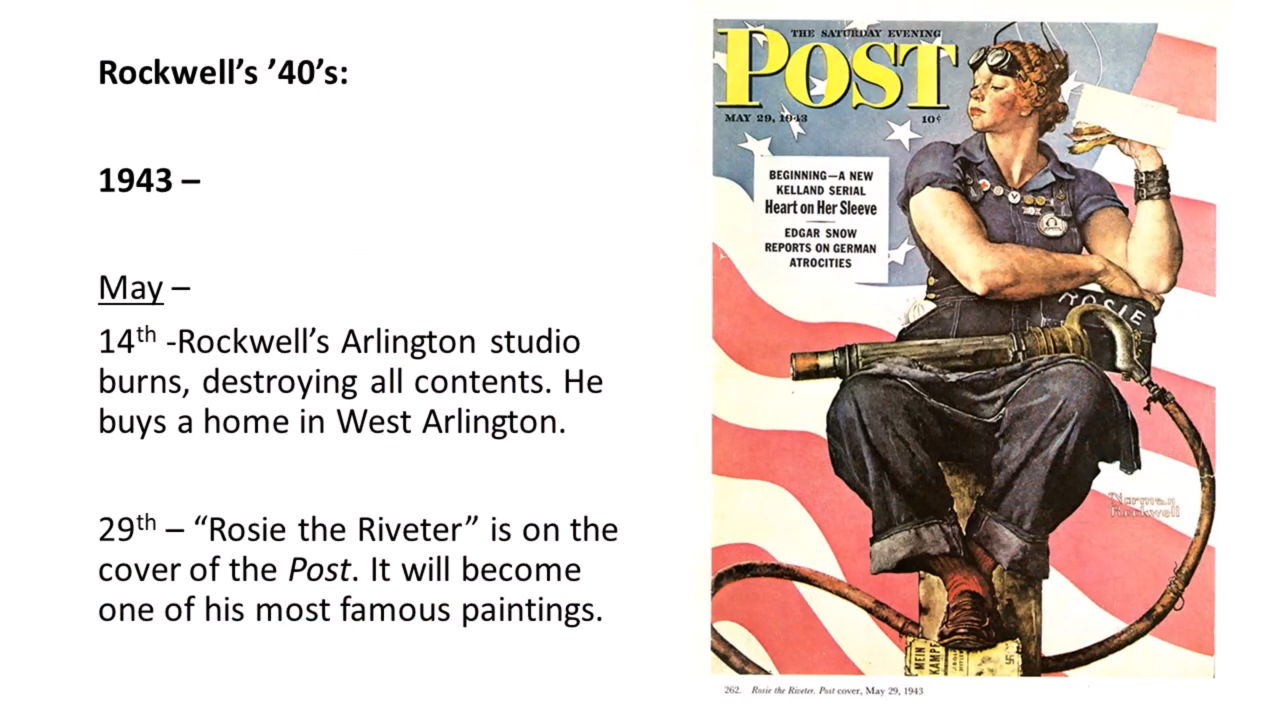 Rockwell’s ’40’s:
1943 –
May –
14th -Rockwell’s Arlington studio
burns, destroying all contents. He
buys a home in West Arlington.
29th – “Rosie the Riveter” is on the
cover of the Post. It will become
one of his most famous paintings.
THE SATURDAY EVENING
POST
MAY 29, 1943 10¢
BEGINNING—A NEW
KELLAND SERIAL
Heart on Her Sleeve
EDGAR SNOW
REPORTS ON GERMAN
ATROCITIES
ROSIE
Norman
Rockwell
MEIN
KAMPF
262. Rosie the Riveter. Post cover, May 29, 1943